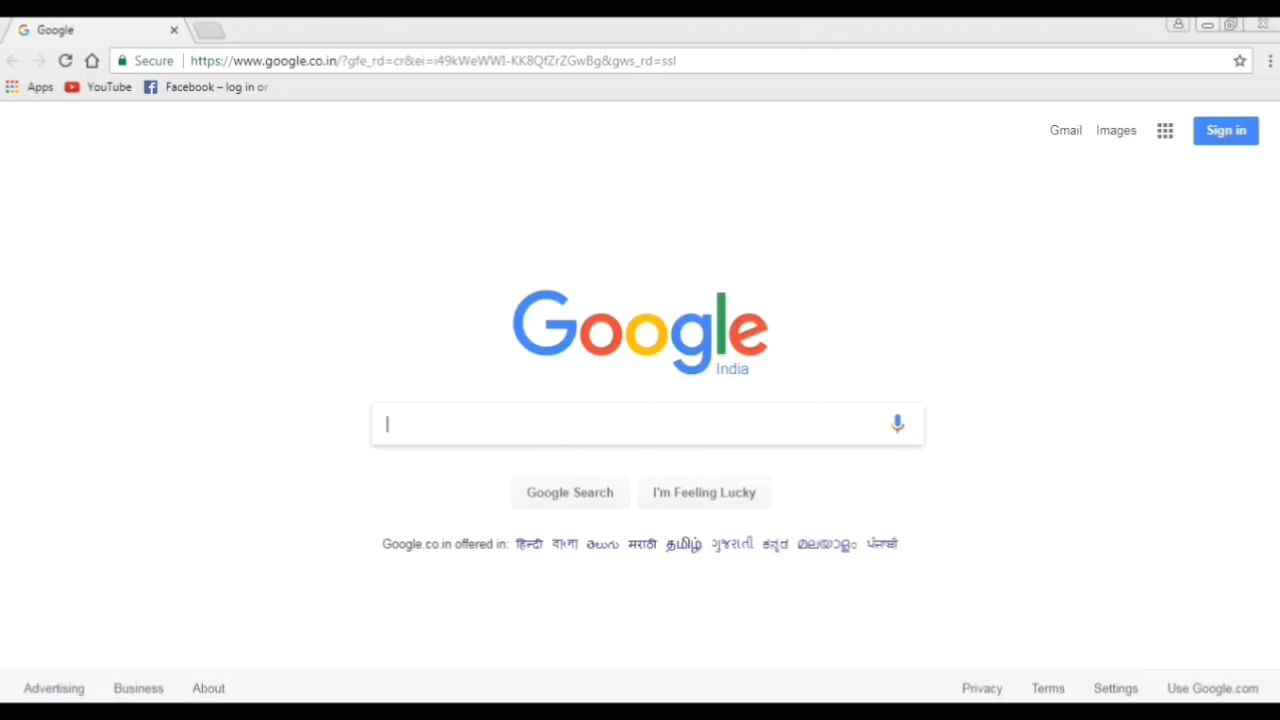 Google
Secure https://www.google.co.in/?gfe_rd=cr&ei=i49kWeWWI-KK8QfZrZGwBg&gws_rd=ssl
Apps YouTube Facebook – log in or
Gmail Images Sign in
Google
India
Google Search I'm Feeling Lucky
Google.co.in offered in: हिन्दी বাংলা తెలుగు मराठी தமிழ் ગુજરાતી ಕನ್ನಡ മലയാളം ਪੰਜਾਬੀ
Advertising Business About Privacy Terms Settings Use Google.com